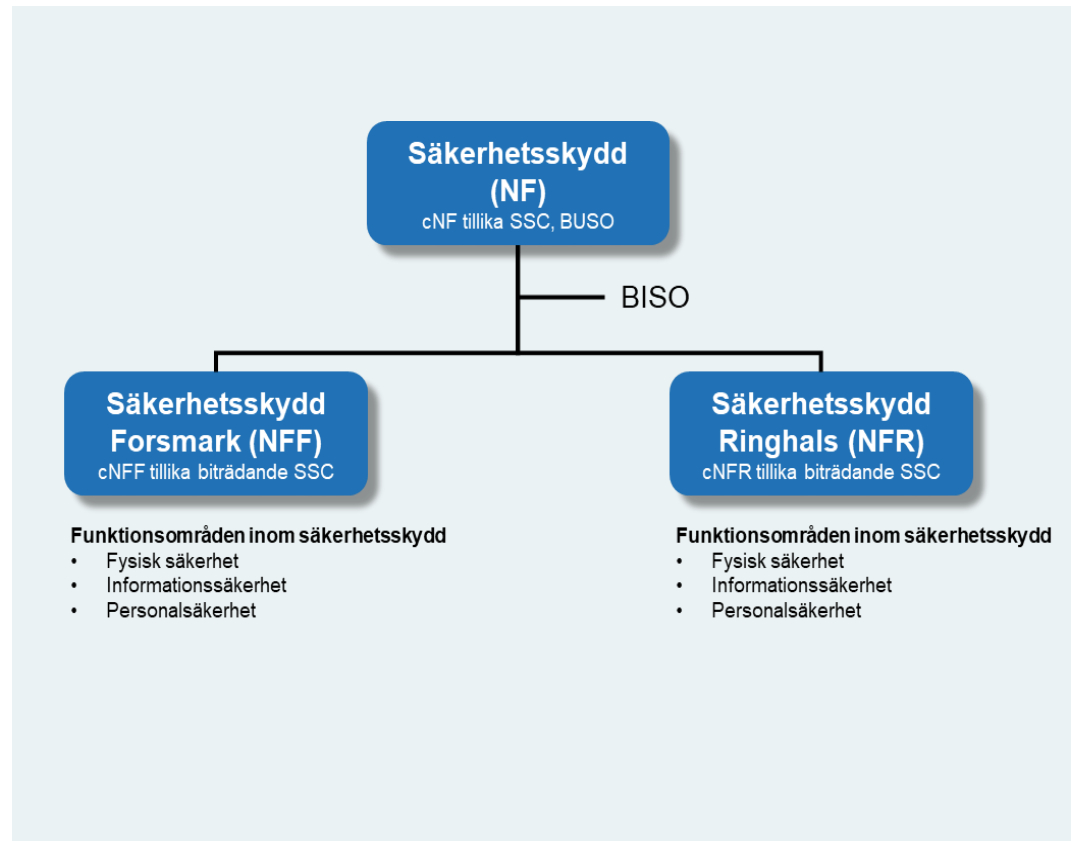 Säkerhetsskydd
(NF)
cNF tillika SSC, BUSO
BISO
Säkerhetsskydd
Forsmark (NFF)
cNFF tillika biträdande SSC
Säkerhetsskydd
Ringhals (NFR)
cNFR tillika biträdande SSC
Funktionsområden inom säkerhetsskydd
• Fysisk säkerhet
• Informationssäkerhet
• Personalsäkerhet
Funktionsområden inom säkerhetsskydd
• Fysisk säkerhet
• Informationssäkerhet
• Personalsäkerhet